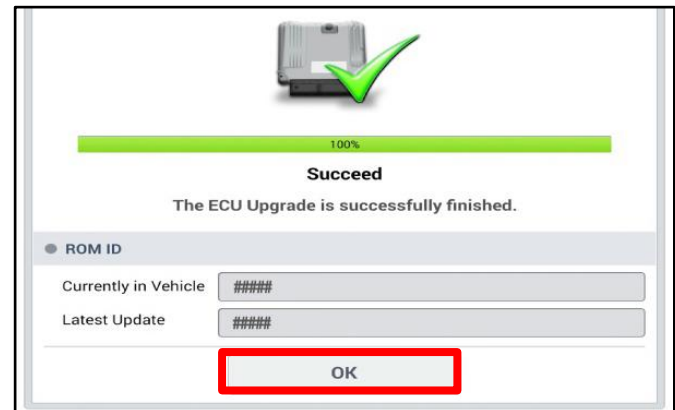 100%
Succeed
The ECU Upgrade is successfully finished.
ROM ID
Currently in Vehicle #####
Latest Update #####
OK